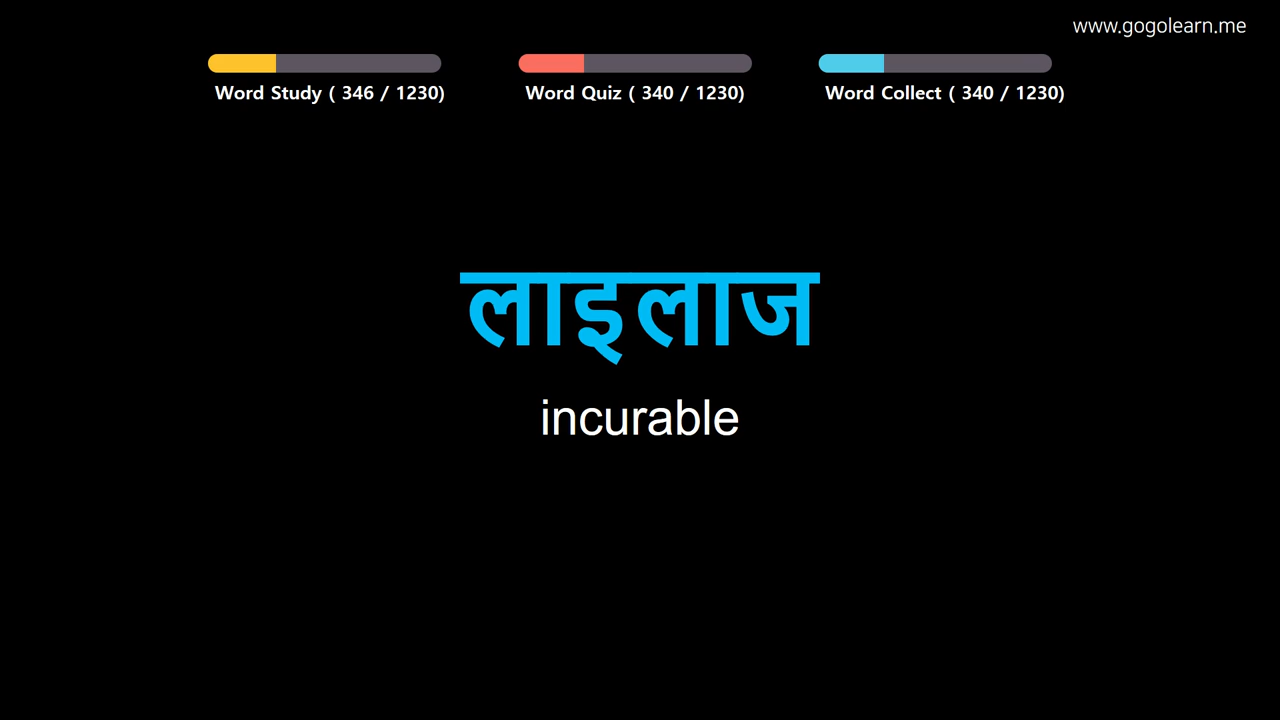 www.gogolearn.me
Word Study ( 346 / 1230)
Word Quiz ( 340 / 1230)
Word Collect ( 340 / 1230)
लाइलाज
incurable